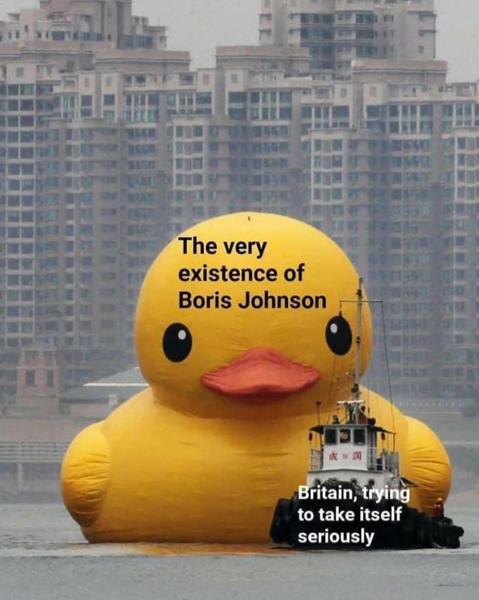 The very
existence of
Boris Johnson
Britain, trying
to take itself
seriously